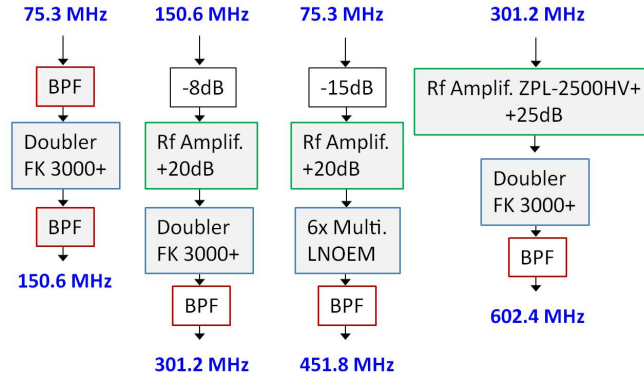 75.3 MHz
BPF
Doubler
FK 3000+
BPF
150.6 MHz
150.6 MHz
-8dB
Rf Amplif.
+20dB
Doubler
FK 3000+
BPF
301.2 MHz
75.3 MHz
-15dB
Rf Amplif.
+20dB
6x Multi.
LNOEM
BPF
451.8 MHz
301.2 MHz
Rf Amplif. ZPL-2500HV+
+25dB
Doubler
FK 3000+
BPF
602.4 MHz